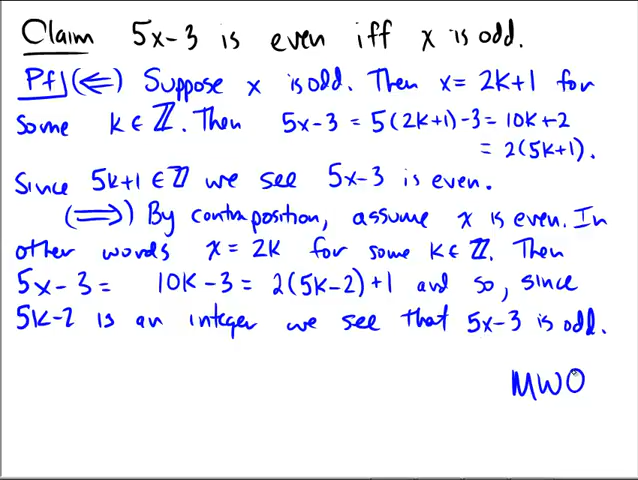 Claim 5x-3 is even iff x is odd.
Pf) (⇐) Suppose x is odd. Then x = 2k+1 for
some k ∈ ℤ. Then 5x-3 = 5(2k+1)-3 = 10k+2
= 2(5k+1).
Since 5k+1 ∈ ℤ we see 5x-3 is even.
(⇒) By contraposition, assume x is even. In
other words x = 2k for some k ∈ ℤ. Then
5x-3 = 10k-3 = 2(5k-2)+1 and so, since
5k-2 is an integer we see that 5x-3 is odd.
MWO